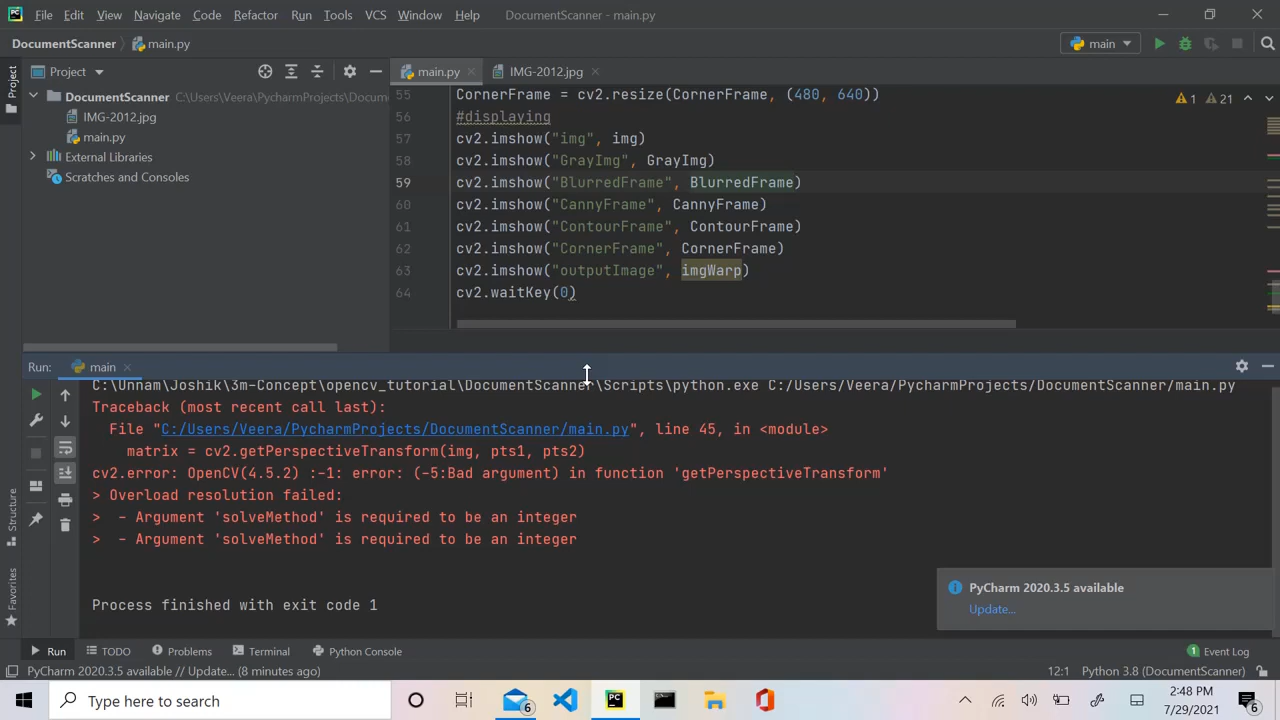 File Edit View Navigate Code Refactor Run Tools VCS Window Help DocumentScanner - main.py
DocumentScanner main.py main
Project main.py IMG-2012.jpg
DocumentScanner C:\Users\Veera\PycharmProjects\Docum
IMG-2012.jpg
main.py
External Libraries
Scratches and Consoles
1 21
55 CornerFrame = cv2.resize(CornerFrame, (480, 640))
56 #displaying
57 cv2.imshow("img", img)
58 cv2.imshow("GrayImg", GrayImg)
59 cv2.imshow("BlurredFrame", BlurredFrame)
60 cv2.imshow("CannyFrame", CannyFrame)
61 cv2.imshow("ContourFrame", ContourFrame)
62 cv2.imshow("CornerFrame", CornerFrame)
63 cv2.imshow("outputImage", imgWarp)
64 cv2.waitKey(0)
Project
Structure
Favorites
Run: main
C:\Unnam\Joshik\3m-Concept\opencv_tutorial\DocumentScanner\Scripts\python.exe C:/Users/Veera/PycharmProjects/DocumentScanner/main.py
Traceback (most recent call last):
File "C:/Users/Veera/PycharmProjects/DocumentScanner/main.py", line 45, in <module>
matrix = cv2.getPerspectiveTransform(img, pts1, pts2)
cv2.error: OpenCV(4.5.2) :-1: error: (-5:Bad argument) in function 'getPerspectiveTransform'
> Overload resolution failed:
> - Argument 'solveMethod' is required to be an integer
> - Argument 'solveMethod' is required to be an integer
Process finished with exit code 1
PyCharm 2020.3.5 available
Update...
Run TODO Problems Terminal Python Console 1 Event Log
PyCharm 2020.3.5 available // Update... (8 minutes ago) 12:1 Python 3.8 (DocumentScanner)
Type here to search
6
PC
2:48 PM
7/29/2021
6